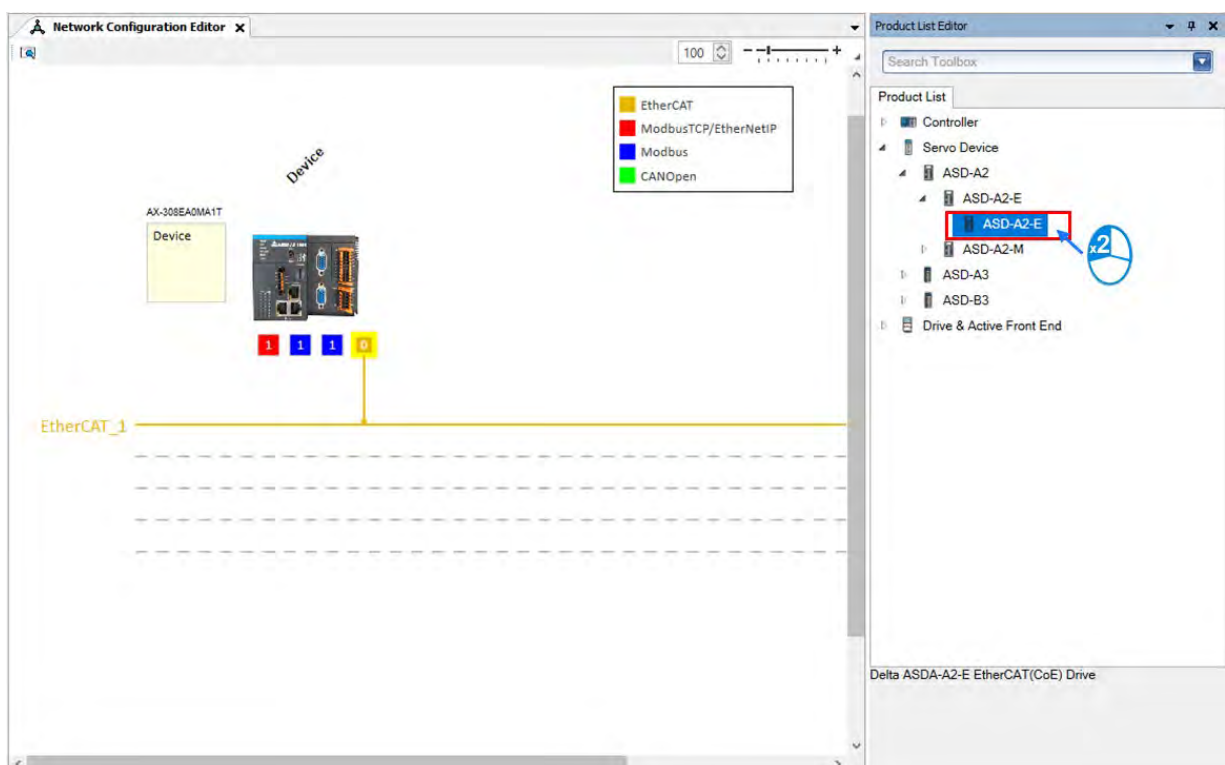 Network Configuration Editor
100
EtherCAT
ModbusTCP/EtherNetIP
Modbus
CANOpen
Device
AX-308EA0MA1T
Device
1 1 1 0
EtherCAT_1
Product List Editor
Search Toolbox
Product List
Controller
Servo Device
ASD-A2
ASD-A2-E
ASD-A2-E
x2
ASD-A2-M
ASD-A3
ASD-B3
Drive & Active Front End
Delta ASDA-A2-E EtherCAT(CoE) Drive